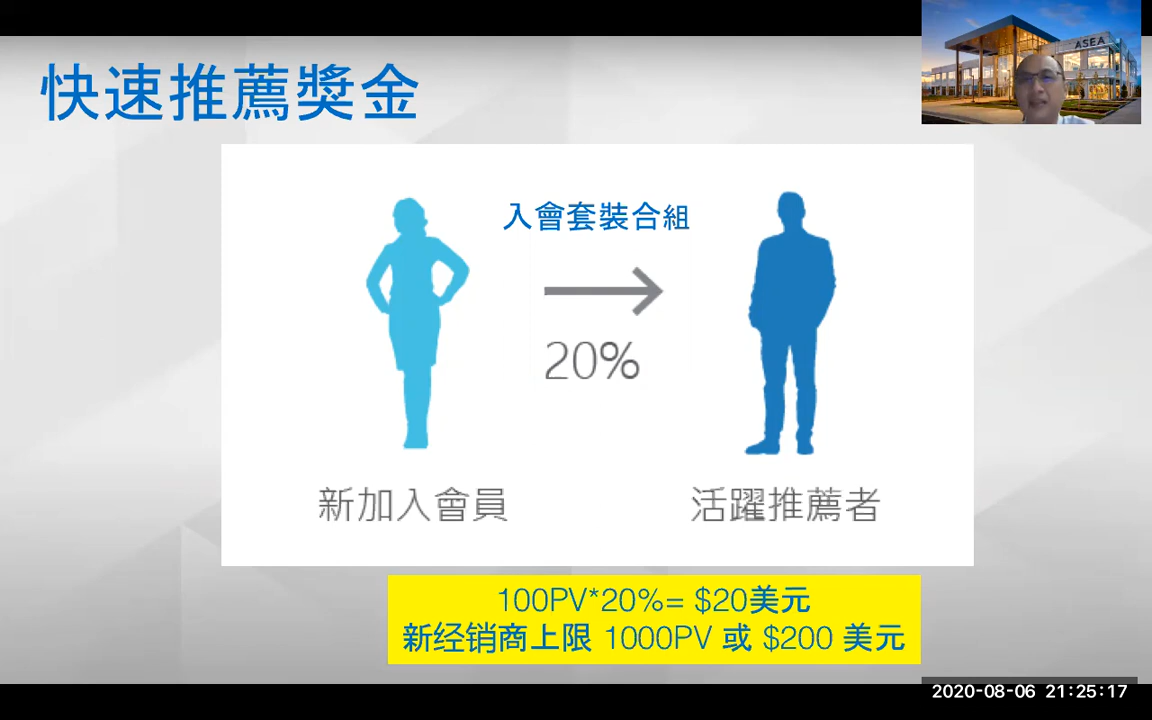 快速推薦獎金
ASEA
入會套裝合組
20%
新加入會員
活躍推薦者
100PV*20%= $20美元
新经销商上限 1000PV 或 $200 美元
2020-08-06 21:25:17